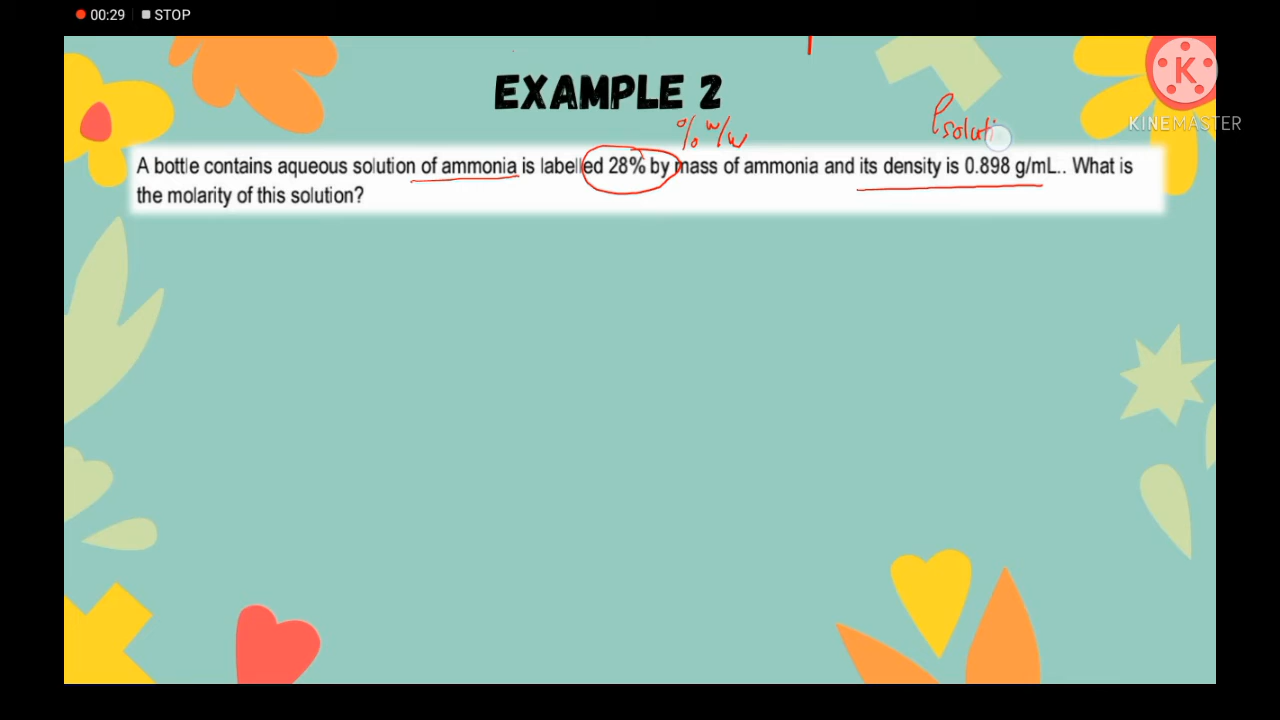 00:29 STOP
EXAMPLE 2
% w/w
ρsoluti
K
KINEMASTER
A bottle contains aqueous solution of ammonia is labelled 28% by mass of ammonia and its density is 0.898 g/mL.. What is
the molarity of this solution?